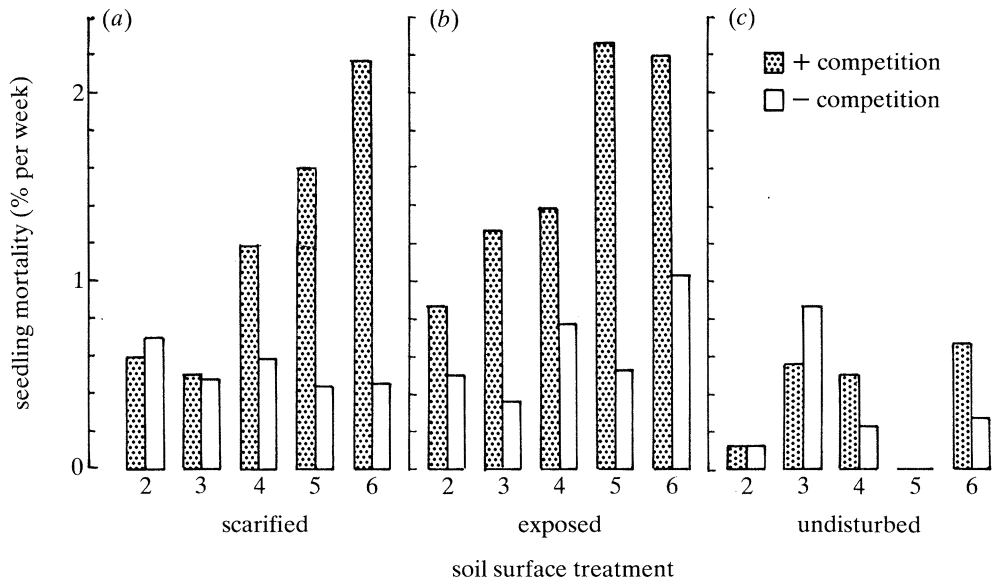 (a) (b) (c)
+ competition
− competition
seedling mortality (% per week)
2
1
0
2 3 4 5 6 2 3 4 5 6 2 3 4 5 6
scarified exposed undisturbed
soil surface treatment